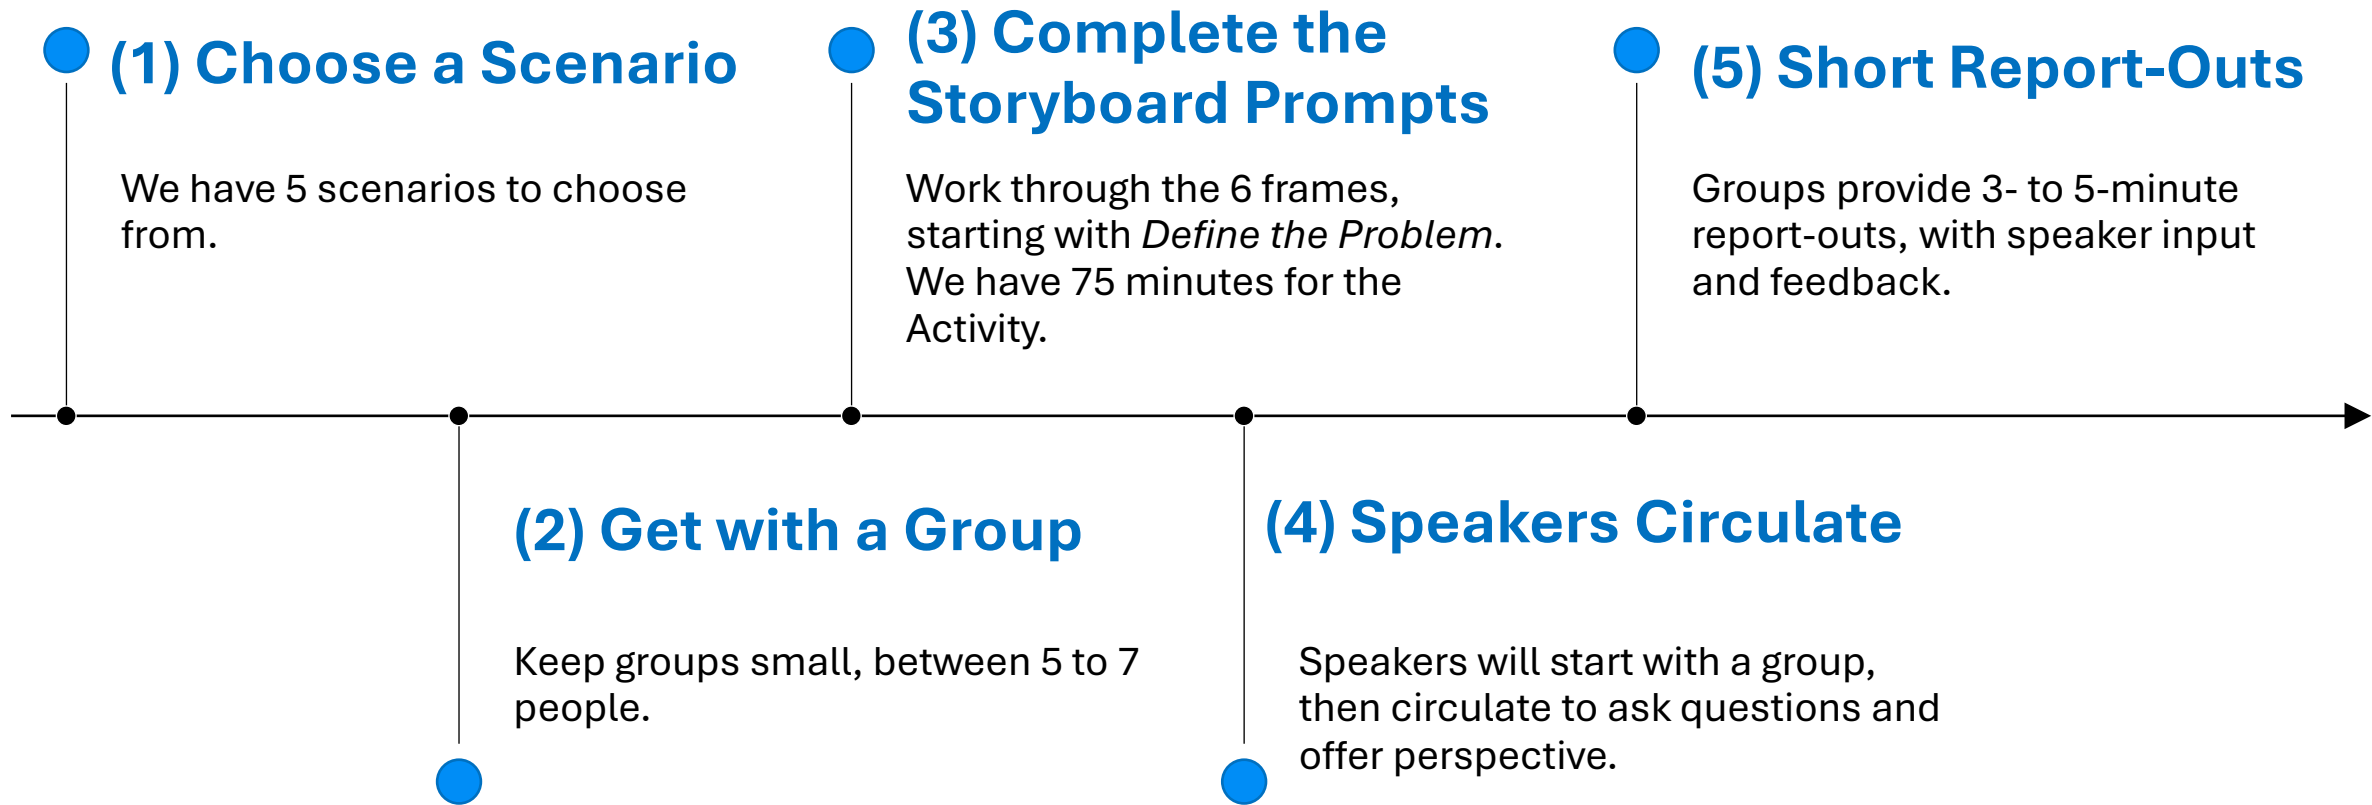 (1) Choose a Scenario
We have 5 scenarios to choose
from.
(2) Get with a Group
Keep groups small, between 5 to 7
people.
(3) Complete the
Storyboard Prompts
Work through the 6 frames,
starting with Define the Problem.
We have 75 minutes for the
Activity.
(4) Speakers Circulate
Speakers will start with a group,
then circulate to ask questions and
offer perspective.
(5) Short Report-Outs
Groups provide 3- to 5-minute
report-outs, with speaker input
and feedback.